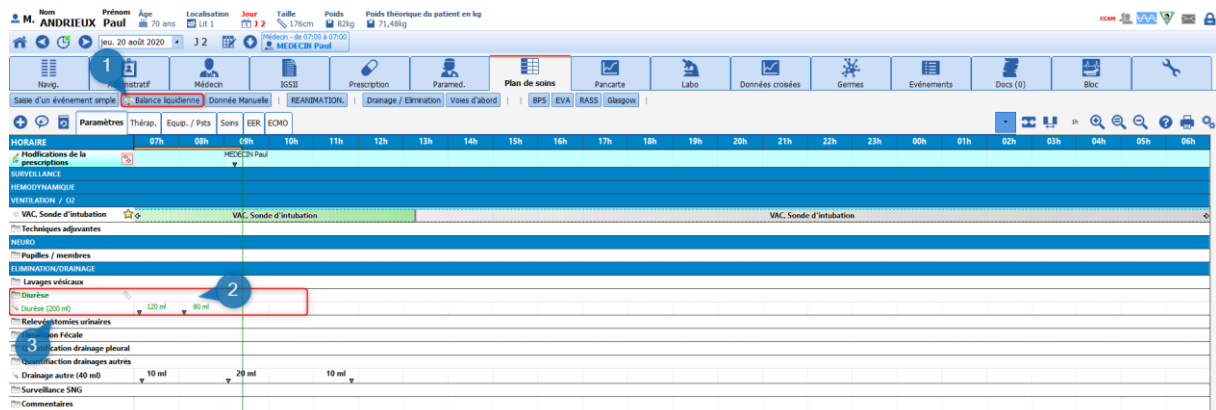 Nom Prénom Âge Localisation Jour Taille Poids Poids théorique du patient en kg
M. ANDRIEUX Paul 70 ans Lit 1 J 2 176cm 82kg 71,48kg
CCAM
jeu. 20 août 2020 J 2 Médecin - de 07:00 à 07:00
MEDECIN Paul
1
Navig. Médecin IGSII Prescription Paramed. Plan de soins Pancarte Labo Données croisées Germes Evénements Docs (0) Bloc
Saisie d'un événement simple Balance liquidienne Donnée Manuelle REANIMATION. Drainage / Elimination Voies d'abord BPS EVA RASS Glasgow
Paramètres Thérap. Equip. / Psts Soins EER ECMO 1h
HORAIRE 07h 08h 09h 10h 11h 12h 13h 14h 15h 16h 17h 18h 19h 20h 21h 22h 23h 00h 01h 02h 03h 04h 05h 06h
Modifications de la MEDECIN Paul
prescriptions
SURVEILLANCE
HEMODYNAMIQUE
VENTILATION / O2
VAC, Sonde d'intubation VAC, Sonde d'intubation VAC, Sonde d'intubation
Techniques adjuvantes
NEURO
Pupilles / membres
ELIMINATION/DRAINAGE
Lavages vésicaux
Diurèse 2
Diurèse (200 ml) 120 ml 80 ml
urinaires
3 Fécale
drainage pleural
drainages autres
Drainage autre (40 ml) 10 ml 20 ml 10 ml
Surveillance SNG
Commentaires